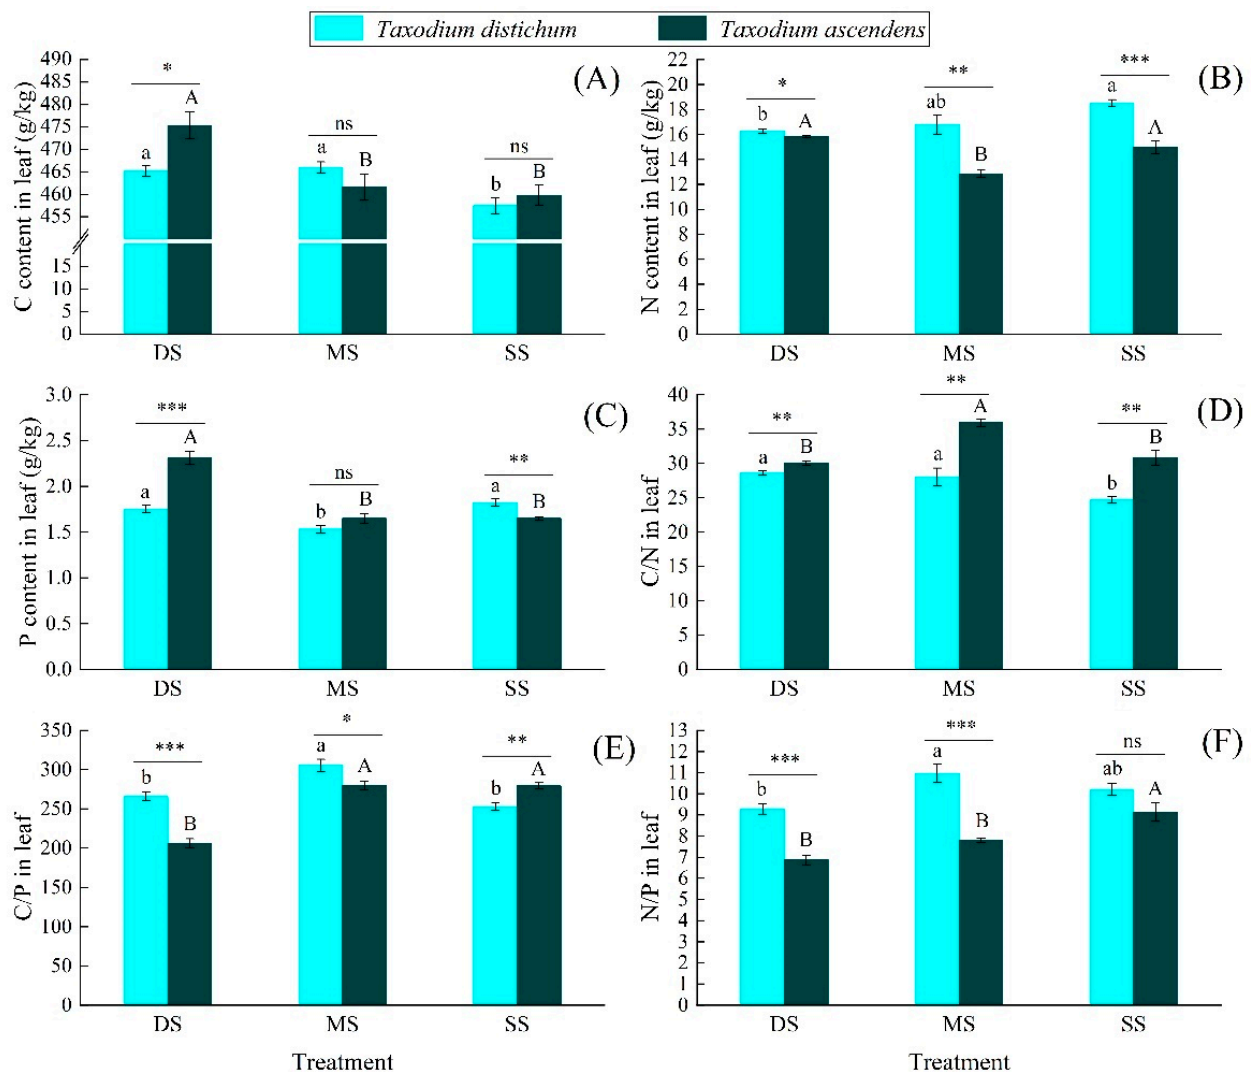 Taxodium distichum Taxodium ascendens
(A)
C content in leaf (g/kg)
490
485
480
475
470
465
460
455
15
10
5
0
* ns ns
a A a B b B
DS MS SS
(B)
N content in leaf (g/kg)
22
20
18
16
14
12
10
8
6
4
2
0
* ** ***
b A ab B a A
DS MS SS
(C)
P content in leaf (g/kg)
3.0
2.5
2.0
1.5
1.0
0.5
0.0
*** ns **
a A b B a B
DS MS SS
(D)
C/N in leaf
40
35
30
25
20
15
10
5
0
** ** **
a B a A b B
DS MS SS
(E)
C/P in leaf
350
300
250
200
150
100
50
0
*** * **
b B a A b A
DS MS SS
Treatment
(F)
N/P in leaf
13
12
11
10
9
8
7
6
5
4
3
2
1
0
*** *** ns
b B a B ab A
DS MS SS
Treatment